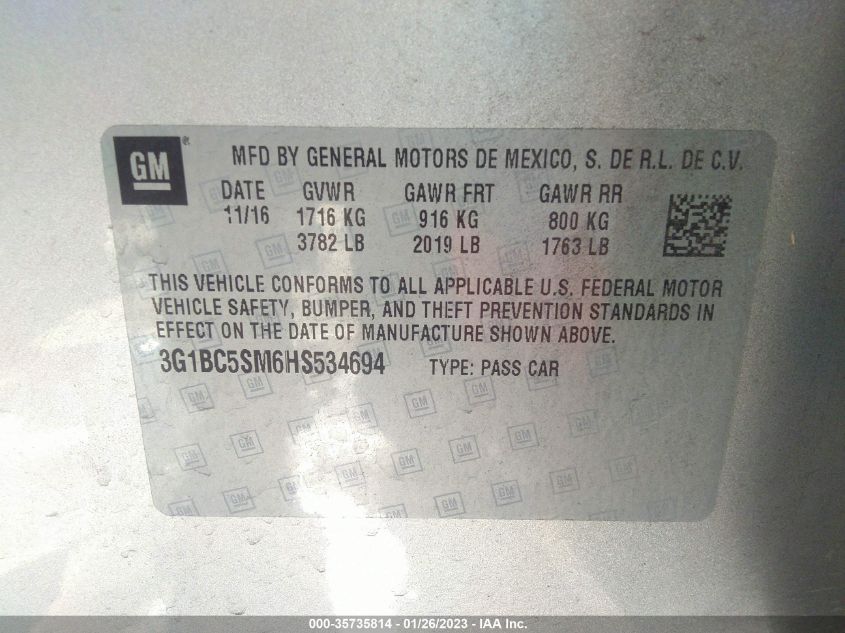 GM ® MFD BY GENERAL MOTORS DE MEXICO, S. DE R.L. DE C.V.
DATE GVWR GAWR FRT GAWR RR
11/16 1716 KG 916 KG 800 KG
3782 LB 2019 LB 1763 LB
THIS VEHICLE CONFORMS TO ALL APPLICABLE U.S. FEDERAL MOTOR
VEHICLE SAFETY, BUMPER, AND THEFT PREVENTION STANDARDS IN
EFFECT ON THE DATE OF MANUFACTURE SHOWN ABOVE.
3G1BC5SM6HS534694 TYPE: PASS CAR
000-35735814 — 01/26/2023 — © IAA Inc.